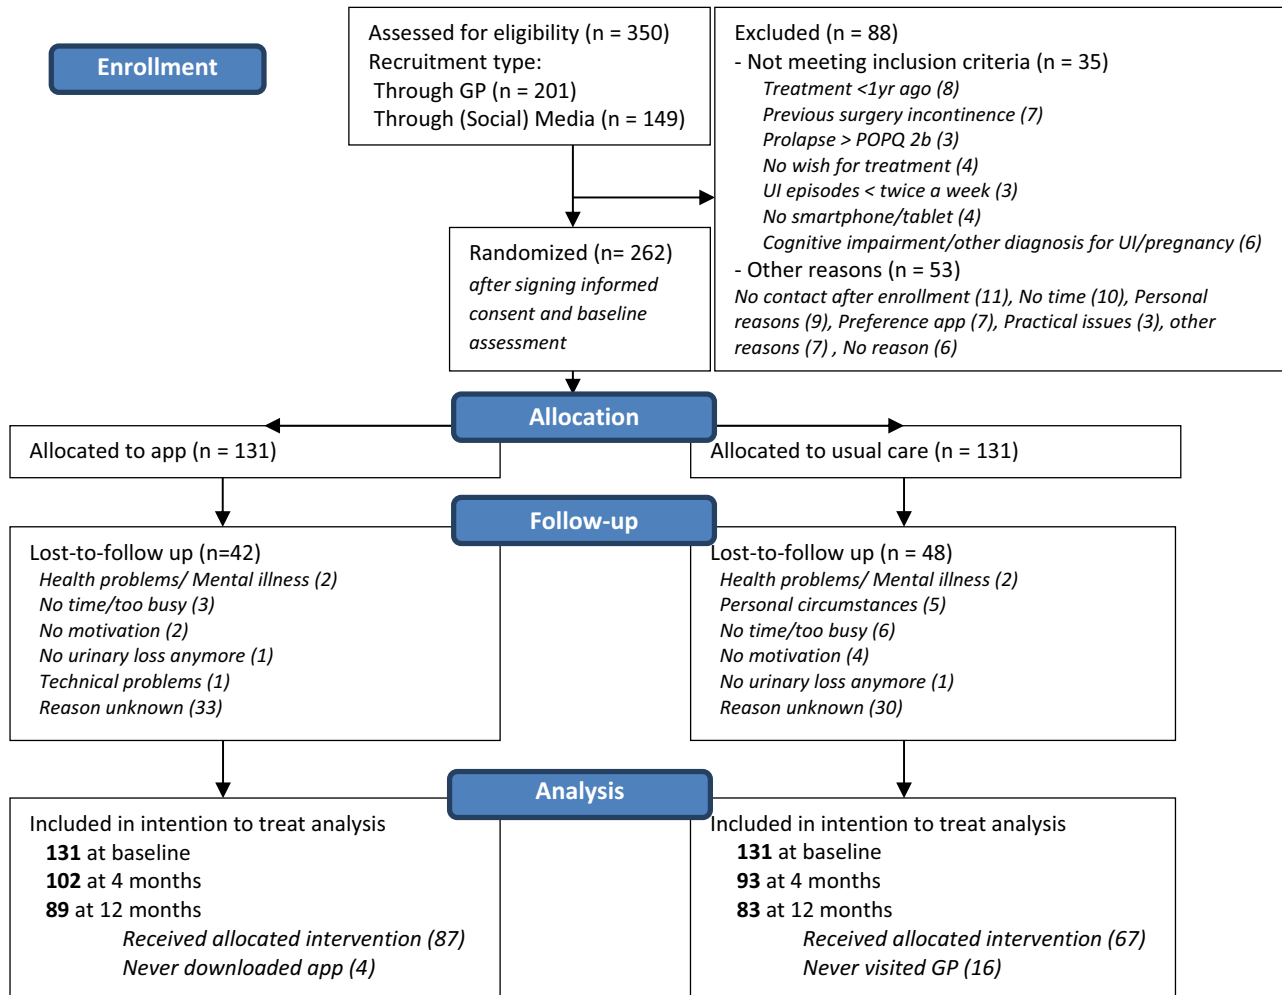 Enrollment
Assessed for eligibility (n = 350)
Recruitment type:
Through GP (n = 201)
Through (Social) Media (n = 149)
Excluded (n = 88)
- Not meeting inclusion criteria (n = 35)
Treatment <1yr ago (8)
Previous surgery incontinence (7)
Prolapse > POPQ 2b (3)
No wish for treatment (4)
UI episodes < twice a week (3)
No smartphone/tablet (4)
Cognitive impairment/other diagnosis for UI/pregnancy (6)
- Other reasons (n = 53)
No contact after enrollment (11), No time (10), Personal
reasons (9), Preference app (7), Practical issues (3), other
reasons (7) , No reason (6)
Randomized (n= 262)
after signing informed
consent and baseline
assessment
Allocation
Allocated to app (n = 131)
Allocated to usual care (n = 131)
Follow-up
Lost-to-follow up (n=42)
Health problems/ Mental illness (2)
No time/too busy (3)
No motivation (2)
No urinary loss anymore (1)
Technical problems (1)
Reason unknown (33)
Lost-to-follow up (n = 48)
Health problems/ Mental illness (2)
Personal circumstances (5)
No time/too busy (6)
No motivation (4)
No urinary loss anymore (1)
Reason unknown (30)
Analysis
Included in intention to treat analysis
131 at baseline
102 at 4 months
89 at 12 months
Received allocated intervention (87)
Never downloaded app (4)
Included in intention to treat analysis
131 at baseline
93 at 4 months
83 at 12 months
Received allocated intervention (67)
Never visited GP (16)